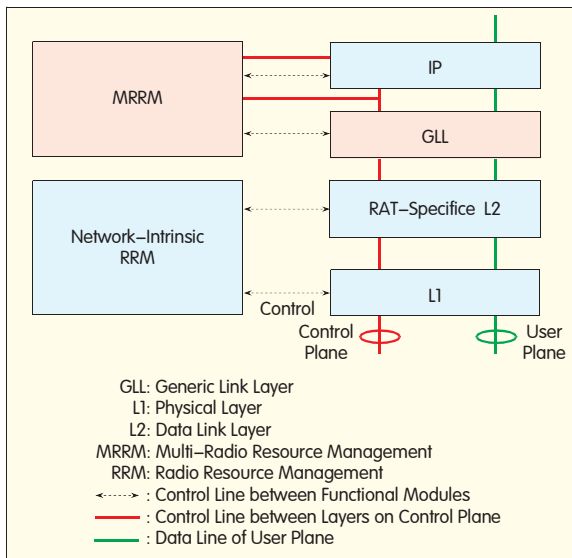 MRRM
IP
GLL
Network-Intrinsic
RRM
RAT-Specifice L2
L1
Control
Control
Plane
User
Plane
GLL: Generic Link Layer
L1: Physical Layer
L2: Data Link Layer
MRRM: Multi-Radio Resource Management
RRM: Radio Resource Management
: Control Line between Functional Modules
: Control Line between Layers on Control Plane
: Data Line of User Plane